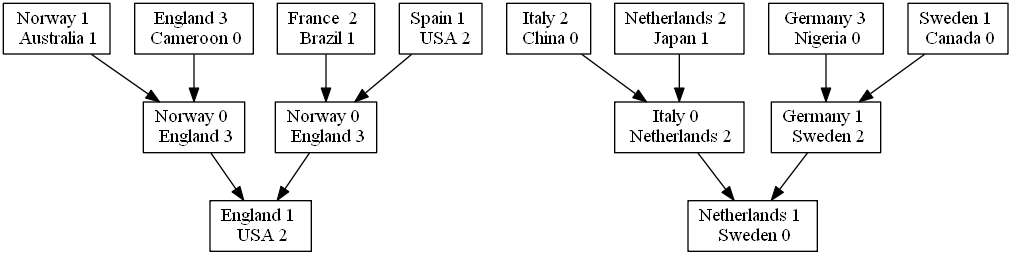 Norway 1
Australia 1
England 3
Cameroon 0
France 2
Brazil 1
Spain 1
USA 2
Italy 2
China 0
Netherlands 2
Japan 1
Germany 3
Nigeria 0
Sweden 1
Canada 0
Norway 0
England 3
Norway 0
England 3
Italy 0
Netherlands 2
Germany 1
Sweden 2
England 1
USA 2
Netherlands 1
Sweden 0